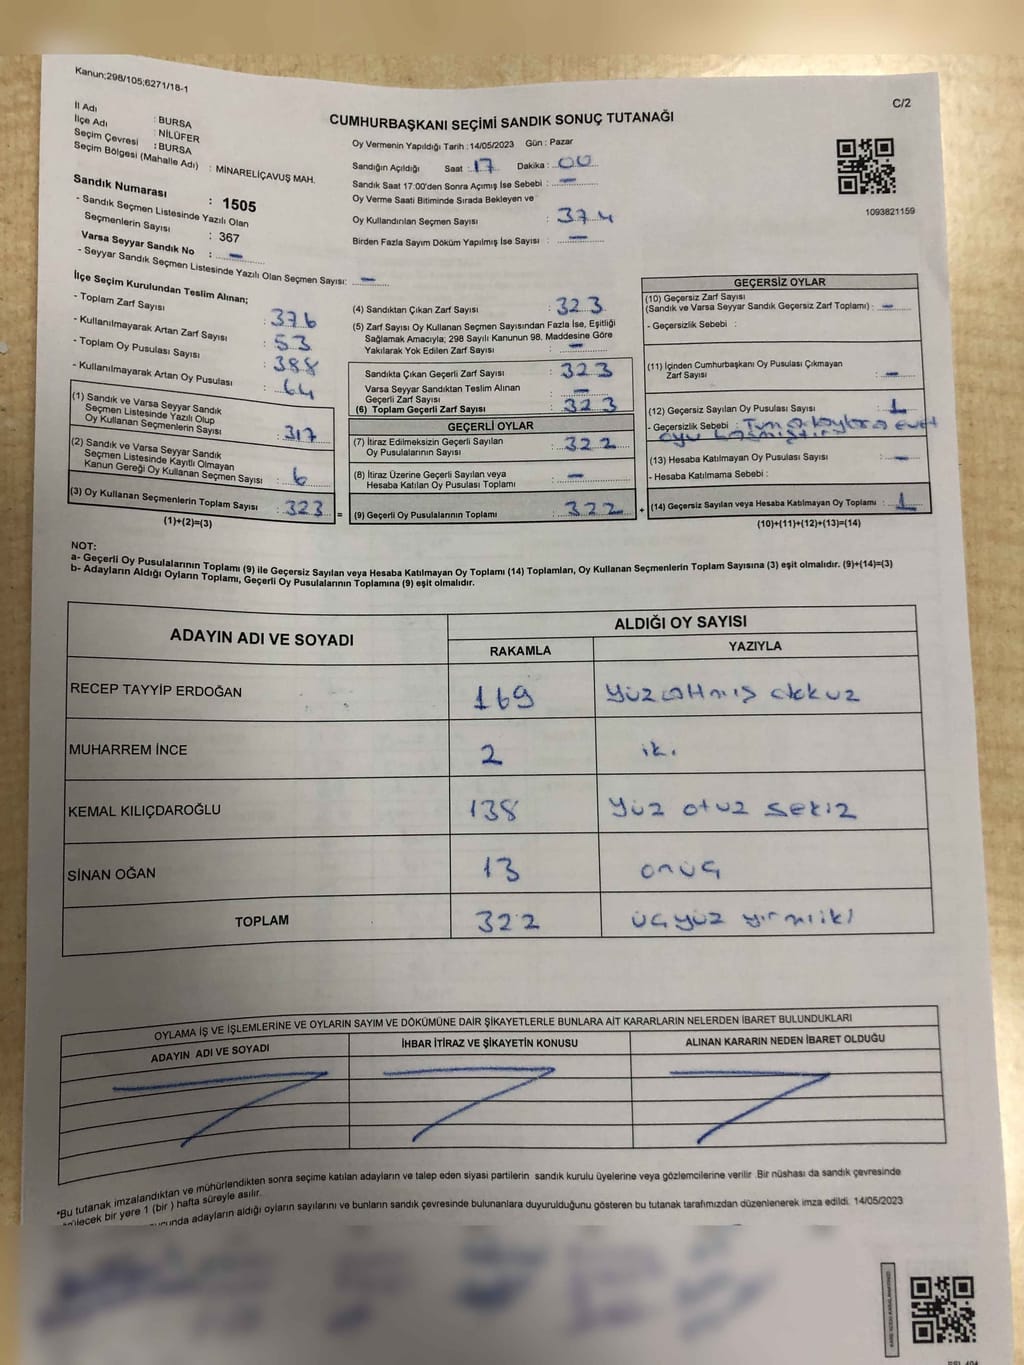 Kanun;298/105;6271/18-1
C/2
CUMHURBAŞKANI SEÇİMİ SANDIK SONUÇ TUTANAĞI
İl Adı : BURSA
İlçe Adı : NİLÜFER
Seçim Çevresi : BURSA
Seçim Bölgesi (Mahalle Adı) : MİNARELİÇAVUŞ MAH.
Sandık Numarası : 1505
- Sandık Seçmen Listesinde Yazılı Olan
Seçmenlerin Sayısı : 367
Varsa Seyyar Sandık No : —
- Seyyar Sandık Seçmen Listesinde Yazılı Olan Seçmen Sayısı: —
Oy Vermenin Yapıldığı Tarih : 14/05/2023 Gün : Pazar
Sandığın Açıldığı Saat : 17 Dakika : 00
Sandık Saat 17:00'den Sonra Açımış İse Sebebi : —
Oy Verme Saati Bitiminde Sırada Bekleyen ve
Oy Kullandırılan Seçmen Sayısı : 374
Birden Fazla Sayım Döküm Yapılmış İse Sayısı : —
1093821159
İlçe Seçim Kurulundan Teslim Alınan;
- Toplam Zarf Sayısı : 376
- Kullanılmayarak Artan Zarf Sayısı : 53
- Toplam Oy Pusulası Sayısı : 388
- Kullanılmayarak Artan Oy Pusulası : 64
(1) Sandık ve Varsa Seyyar Sandık
Seçmen Listesinde Yazılı Olup
Oy Kullanan Seçmenlerin Sayısı : 317
(2) Sandık ve Varsa Seyyar Sandık
Seçmen Listesinde Kayıtlı Olmayan
Kanun Gereği Oy Kullanan Seçmen Sayısı : 6
(3) Oy Kullanan Seçmenlerin Toplam Sayısı : 323 =
(1)+(2)=(3)
(4) Sandıktan Çıkan Zarf Sayısı : 323
(5) Zarf Sayısı Oy Kullanan Seçmen Sayısından Fazla İse, Eşitliği
Sağlamak Amacıyla; 298 Sayılı Kanunun 98. Maddesine Göre
Yakılarak Yok Edilen Zarf Sayısı : —
Sandıkta Çıkan Geçerli Zarf Sayısı : 323
Varsa Seyyar Sandıktan Teslim Alınan
Geçerli Zarf Sayısı : —
(6) Toplam Geçerli Zarf Sayısı : 323
GEÇERLİ OYLAR
(7) İtiraz Edilmeksizin Geçerli Sayılan
Oy Pusulalarının Sayısı : 322
(8) İtiraz Üzerine Geçerli Sayılan veya
Hesaba Katılan Oy Pusulası Toplamı : —
(9) Geçerli Oy Pusulalarının Toplamı : 322 +
GEÇERSİZ OYLAR
(10) Geçersiz Zarf Sayısı
(Sandık ve Varsa Seyyar Sandık Geçersiz Zarf Toplamı) : —
- Geçersizlik Sebebi :
(11) İçinden Cumhurbaşkanı Oy Pusulası Çıkmayan
Zarf Sayısı : —
(12) Geçersiz Sayılan Oy Pusulası Sayısı : 1
- Geçersizlik Sebebi : Tüm adaylara evet
oyu basmıştır
(13) Hesaba Katılmayan Oy Pusulası Sayısı : —
- Hesaba Katılmama Sebebi :
(14) Geçersiz Sayılan veya Hesaba Katılmayan Oy Toplamı : 1
(10)+(11)+(12)+(13)=(14)
NOT:
a- Geçerli Oy Pusulalarının Toplamı (9) ile Geçersiz Sayılan veya Hesaba Katılmayan Oy Toplamı (14) Toplamları, Oy Kullanan Seçmenlerin Toplam Sayısına (3) eşit olmalıdır. (9)+(14)=(3)
b- Adayların Aldığı Oyların Toplamı, Geçerli Oy Pusulalarının Toplamına (9) eşit olmalıdır.
ADAYIN ADI VE SOYADI
ALDIĞI OY SAYISI
RAKAMLA YAZIYLA
RECEP TAYYİP ERDOĞAN 169 yüzaltmış dokuz
MUHARREM İNCE 2 iki
KEMAL KILIÇDAROĞLU 138 yüz otuz sekiz
SİNAN OĞAN 13 onüç
TOPLAM 322 üçyüz yirmiiki
OYLAMA İŞ VE İŞLEMLERİNE VE OYLARIN SAYIM VE DÖKÜMÜNE DAİR ŞİKAYETLERLE BUNLARA AİT KARARLARIN NELERDEN İBARET BULUNDUKLARI
ADAYIN ADI VE SOYADI İHBAR İTİRAZ VE ŞİKAYETİN KONUSU ALINAN KARARIN NEDEN İBARET OLDUĞU
*Bu tutanak imzalandıktan ve mühürlendikten sonra seçime katılan adayların ve talep eden siyasi partilerin sandık kurulu üyelerine veya gözlemcilerine verilir. Bir nüshası da sandık çevresinde
bir yere 1 (bir ) hafta süreyle asılır.
adayların aldığı oyların sayılarını ve bunların sandık çevresinde bulunanlara duyurulduğunu gösteren bu tutanak tarafımızdan düzenlenerek imza edildi. 14/05/2023